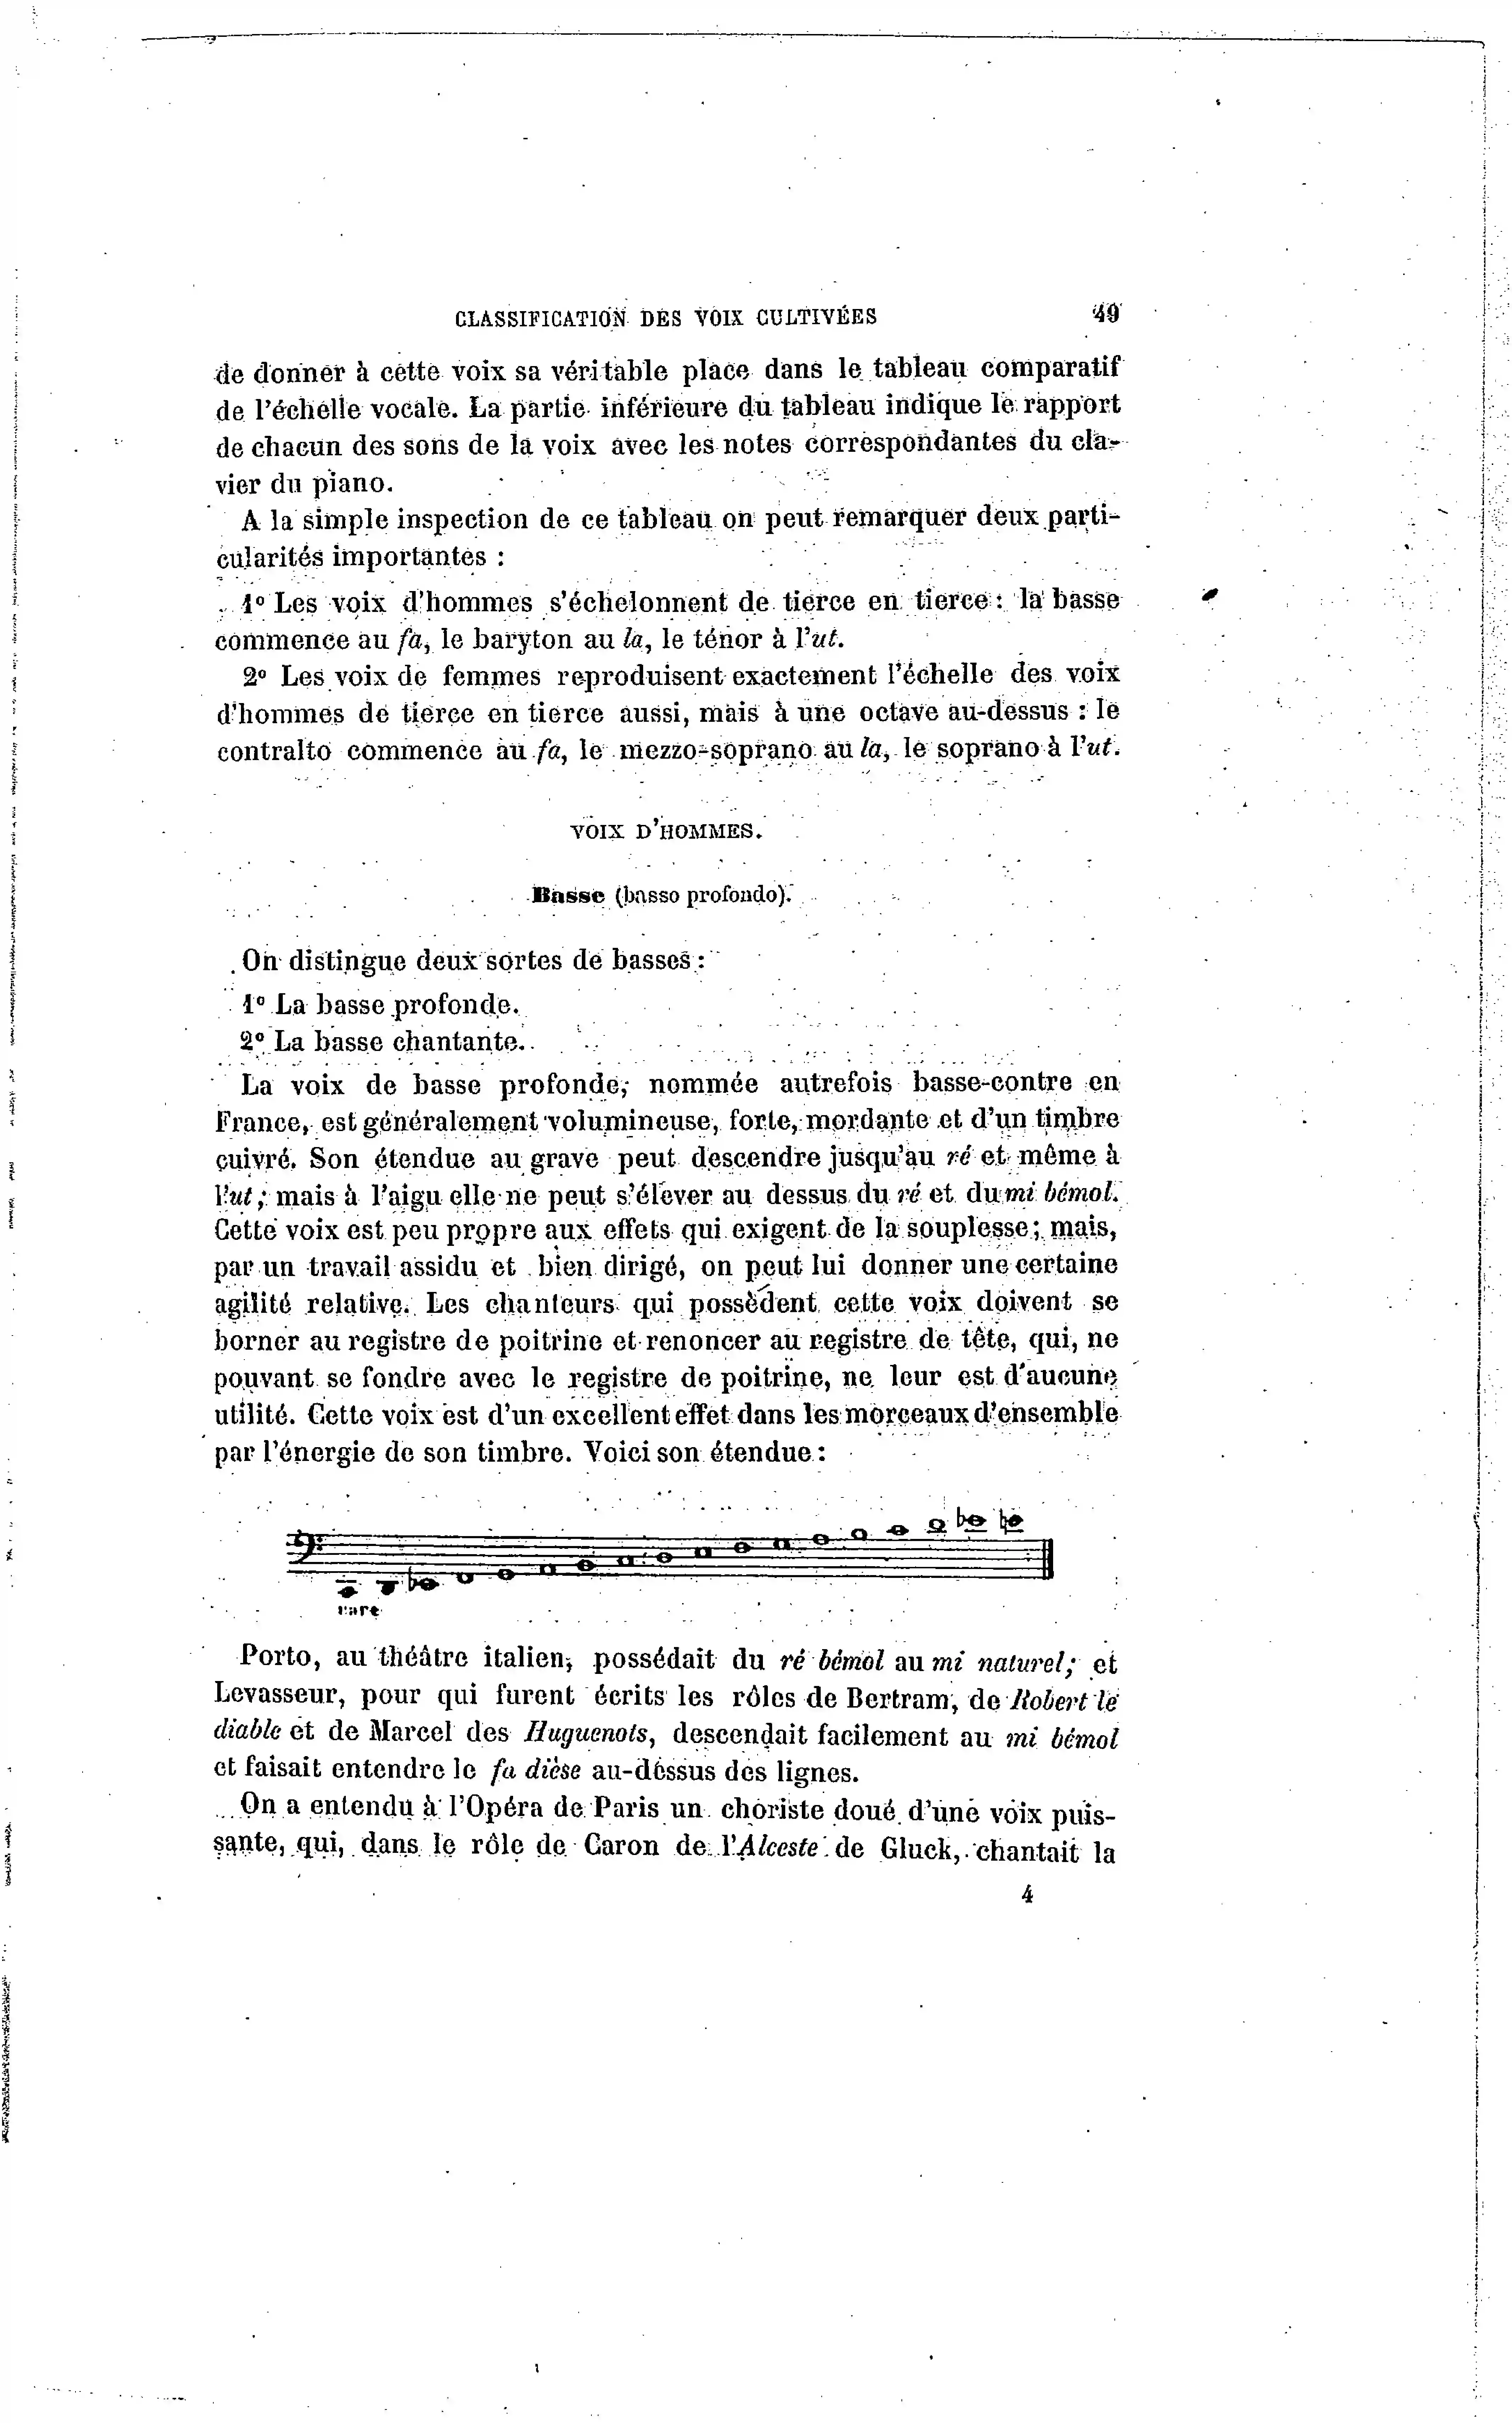 CLASSIFICATION DES VOIX CULTIVÉES 49
de donner à cette voix sa véritable place dans le tableau comparatif
de l'échelle vocale. La partie inférieure du tableau indique le rapport
de chacun des sons de la voix avec les notes correspondantes du cla-
vier du piano.
A la simple inspection de ce tableau on peut remarquer deux parti-
cularités importantes :
1º Les voix d'hommes s'échelonnent de tierce en tierce : la basse
commence au fa, le baryton au la, le ténor à l'ut.
2º Les voix de femmes reproduisent exactement l'échelle des voix
d'hommes de tierce en tierce aussi, mais à une octave au-dessus : le
contralto commence au fa, le mezzo-soprano au la, le soprano à l'ut.
VOIX D'HOMMES.
Basse (basso profondo).
On distingue deux sortes de basses :
1º La basse profonde.
2º La basse chantante.
La voix de basse profonde, nommée autrefois basse-contre en
France, est généralement volumineuse, forte, mordante et d'un timbre
cuivré. Son étendue au grave peut descendre jusqu'au ré et même à
l'ut ; mais à l'aigu elle ne peut s'élever au dessus du ré et du mi bémol.
Cette voix est peu propre aux effets qui exigent de la souplesse ; mais,
par un travail assidu et bien dirigé, on peut lui donner une certaine
agilité relative. Les chanteurs qui possèdent cette voix doivent se
borner au registre de poitrine et renoncer au registre de tête, qui, ne
pouvant se fondre avec le registre de poitrine, ne leur est d'aucune
utilité. Cette voix est d'un excellent effet dans les morceaux d'ensemble
par l'énergie de son timbre. Voici son étendue :
rare
Porto, au théâtre italien, possédait du ré bémol au mi naturel ; et
Levasseur, pour qui furent écrits les rôles de Bertram, de Robert le
diable et de Marcel des Huguenots, descendait facilement au mi bémol
et faisait entendre le fa dièse au-dessus des lignes.
On a entendu à l'Opéra de Paris un choriste doué d'une voix puis-
sante, qui, dans le rôle de Caron de l'Alceste de Gluck, chantait la
4